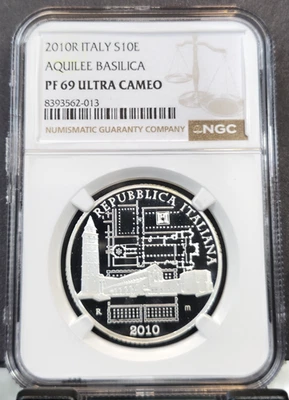 2010R ITALY S10E
AQUILEE BASILICA
PF 69 ULTRA CAMEO
8393562-013
NUMISMATIC GUARANTY COMPANY
NGC
REPUBBLICA ITALIANA
R m
2010